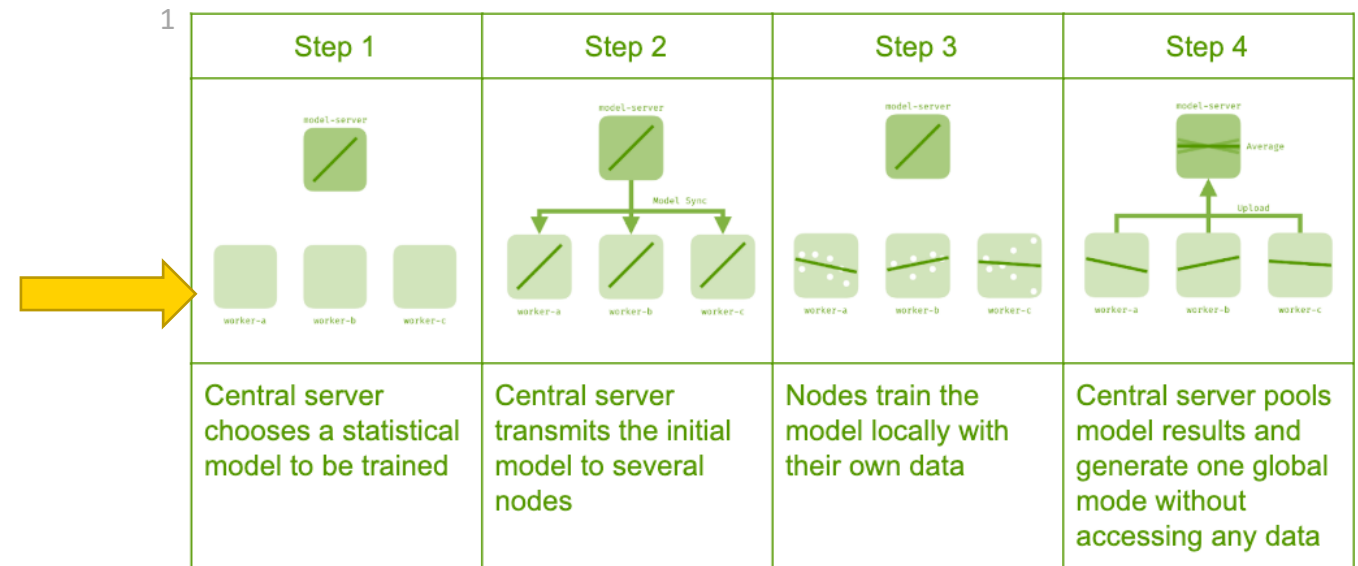 1
Step 1
Step 2
Step 3
Step 4
model-server
worker-a
worker-b
worker-c
model-server
Model Sync
worker-a
worker-b
worker-c
model-server
worker-a
worker-b
worker-c
model-server
Average
Upload
worker-a
worker-b
worker-c
Central server
chooses a statistical
model to be trained
Central server
transmits the initial
model to several
nodes
Nodes train the
model locally with
their own data
Central server pools
model results and
generate one global
mode without
accessing any data